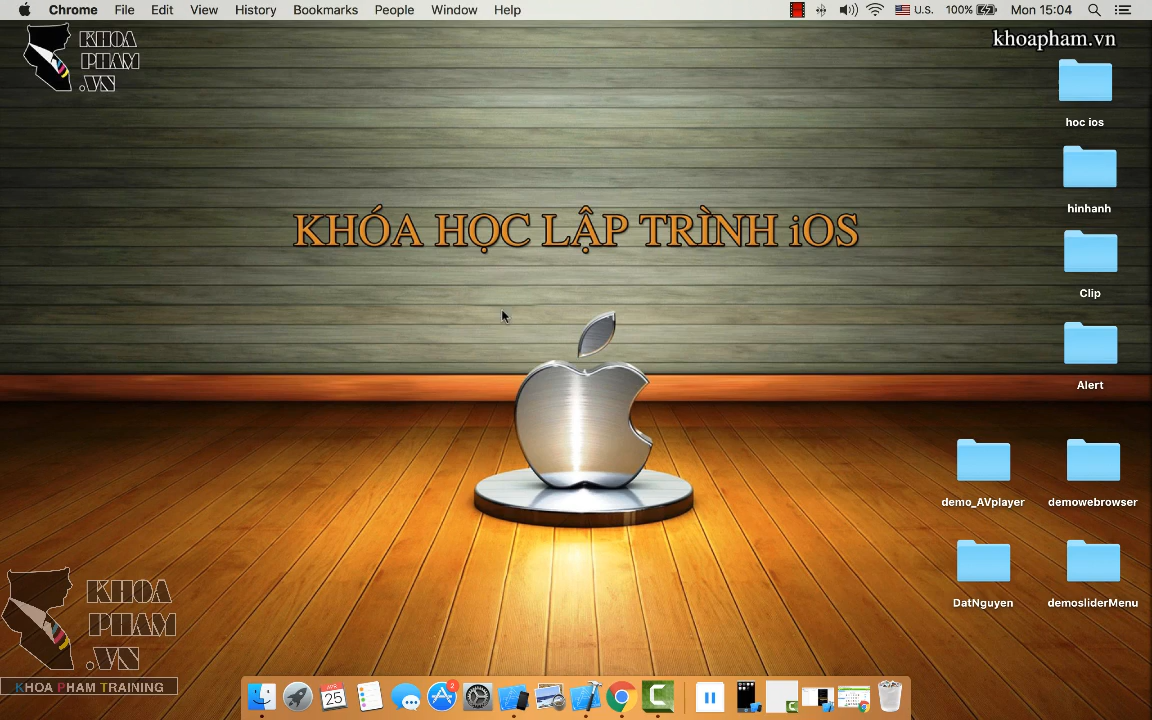 Chrome File Edit View History Bookmarks People Window Help U.S. 100% Mon 15:04
KHOA
PHAM
.VN
khoapham.vn
hoc ios
hinhanh
KHÓA HỌC LẬP TRÌNH iOS
Clip
Alert
demo_AVplayer
demowebrowser
DatNguyen
demosliderMenu
KHOA
PHAM
.VN
KHOA PHAM TRAINING
25
2